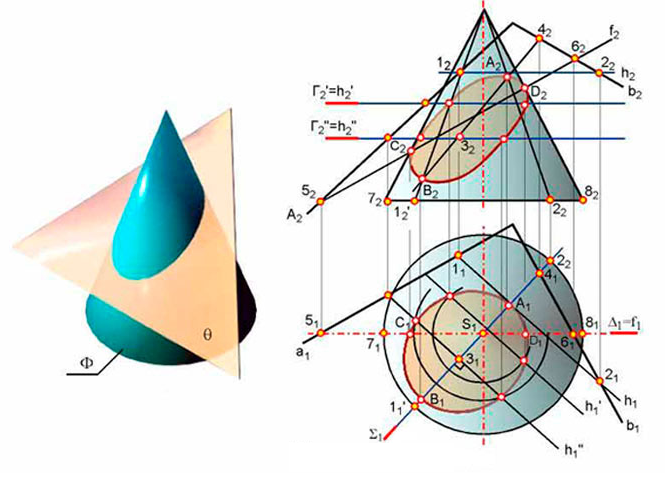 4₂
f₂
6₂
1₂
A₂
2₂
h₂
D₂
b₂
Γ₂'=h₂'
Γ₂"=h₂"
3₂
C₂
B₂
5₂
A₂
7₂
1₂'
2₂
8₂
1₁
2₂
4₁
A₁
5₁
C₁
S₁
8₁
Δ₁=f₁
a₁
7₁
D₁
6₁
3₁
2₁
1₁'
B₁
h₁
h₁'
b₁
Σ₁
h₁"
θ
Φ